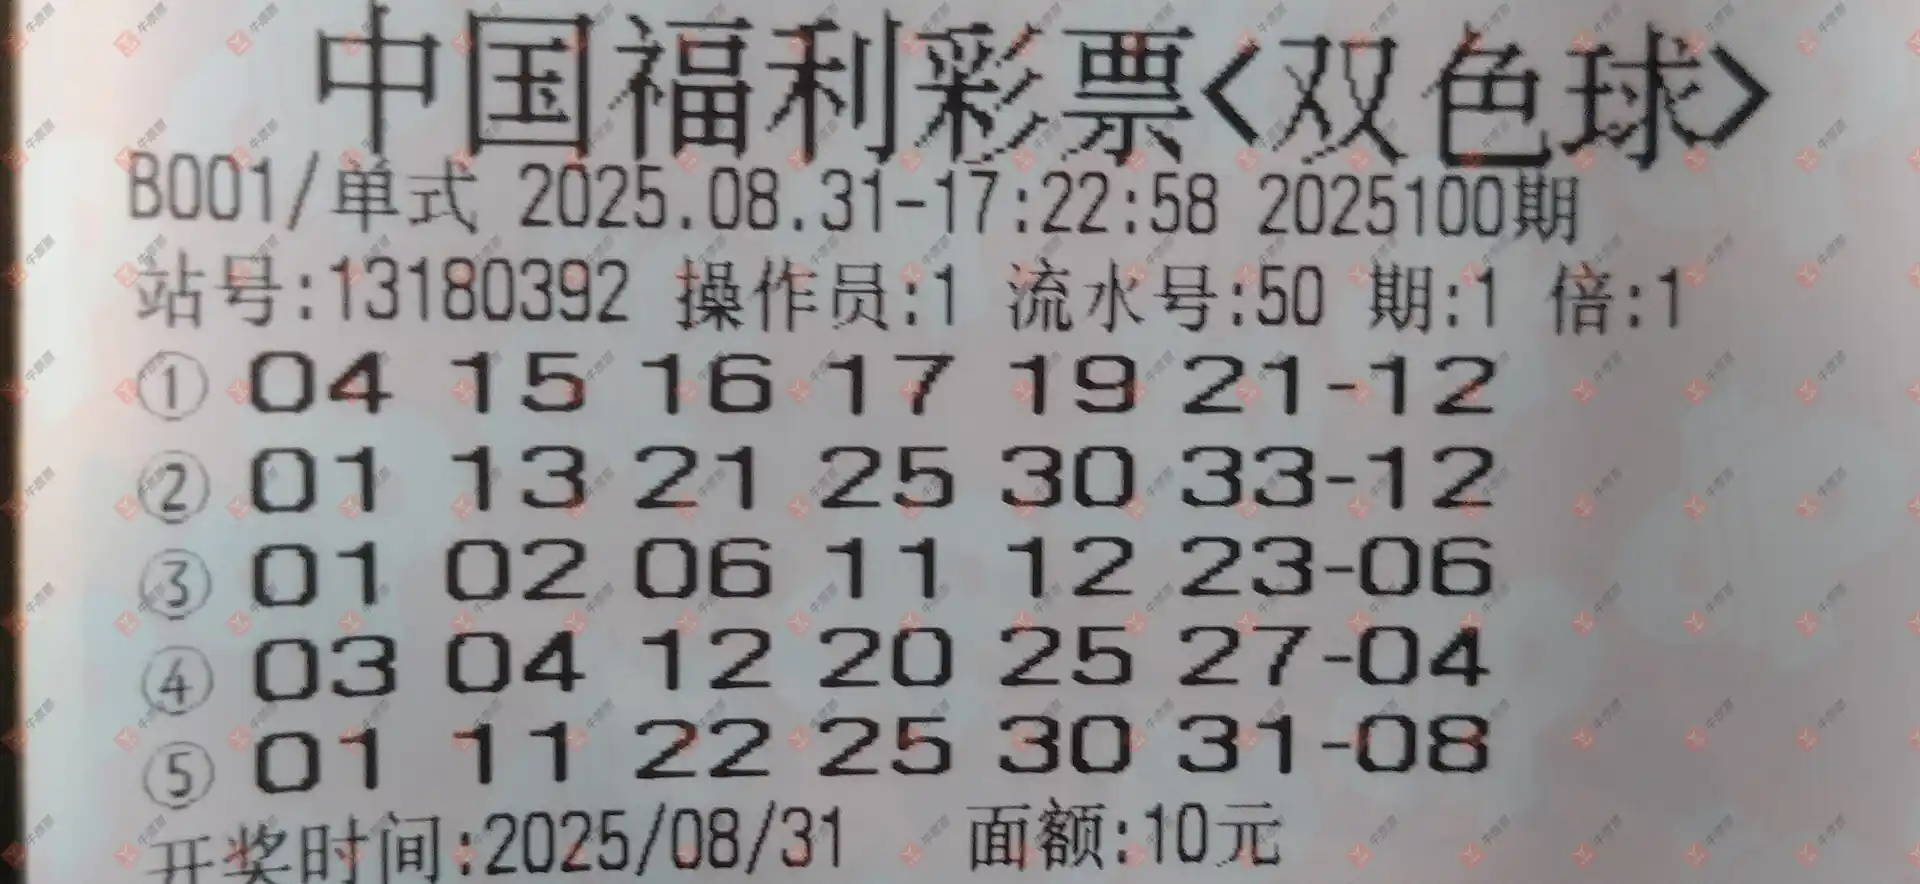 中国福利彩票<双色球>
B001/单式 2025.08.31-17:22:58 2025100期
站号:13180392 操作员:1 流水号:50 期:1 倍:1
① 04 15 16 17 19 21-12
② 01 13 21 25 30 33-12
③ 01 02 06 11 12 23-06
④ 03 04 12 20 25 27-04
⑤ 01 11 22 25 30 31-08
开奖时间:2025/08/31 面额:10元